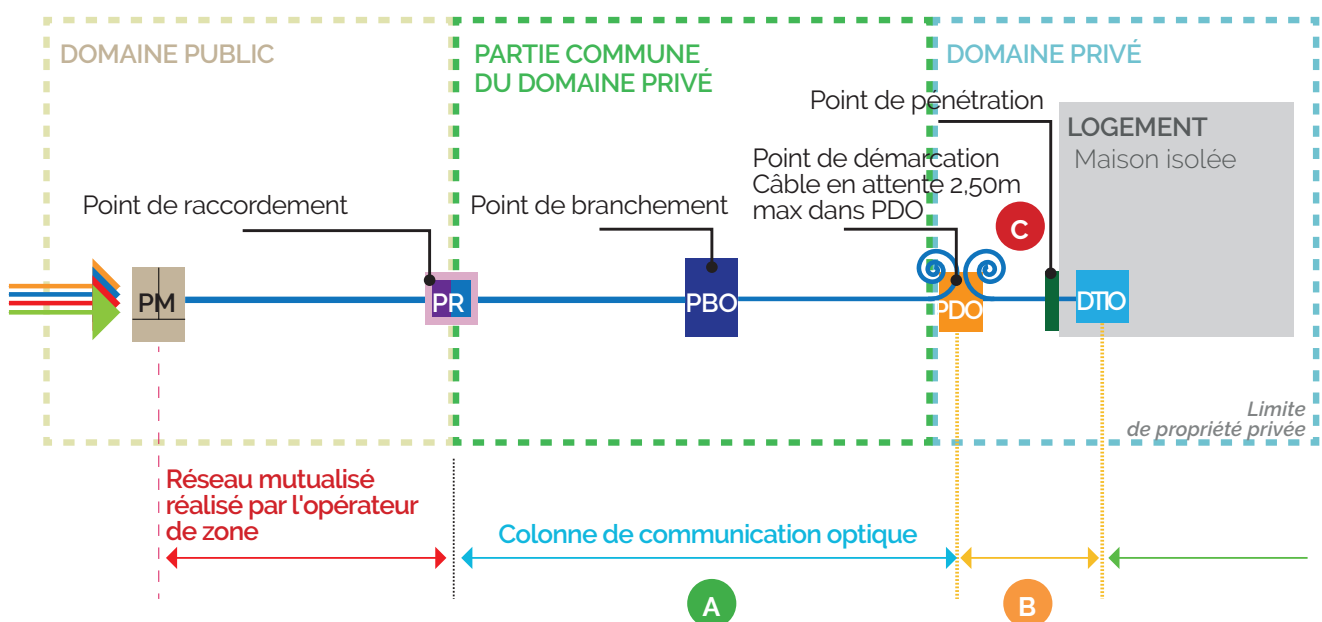 DOMAINE PUBLIC
PARTIE COMMUNE
DU DOMAINE PRIVÉ
DOMAINE PRIVÉ
Point de pénétration
LOGEMENT
Maison isolée
Point de démarcation
Câble en attente 2,50m
max dans PDO
Point de raccordement
Point de branchement
C
PM
PR
PBO
PDO
DTIO
Limite
de propriété privée
Réseau mutualisé
réalisé par l'opérateur
de zone
Colonne de communication optique
A
B